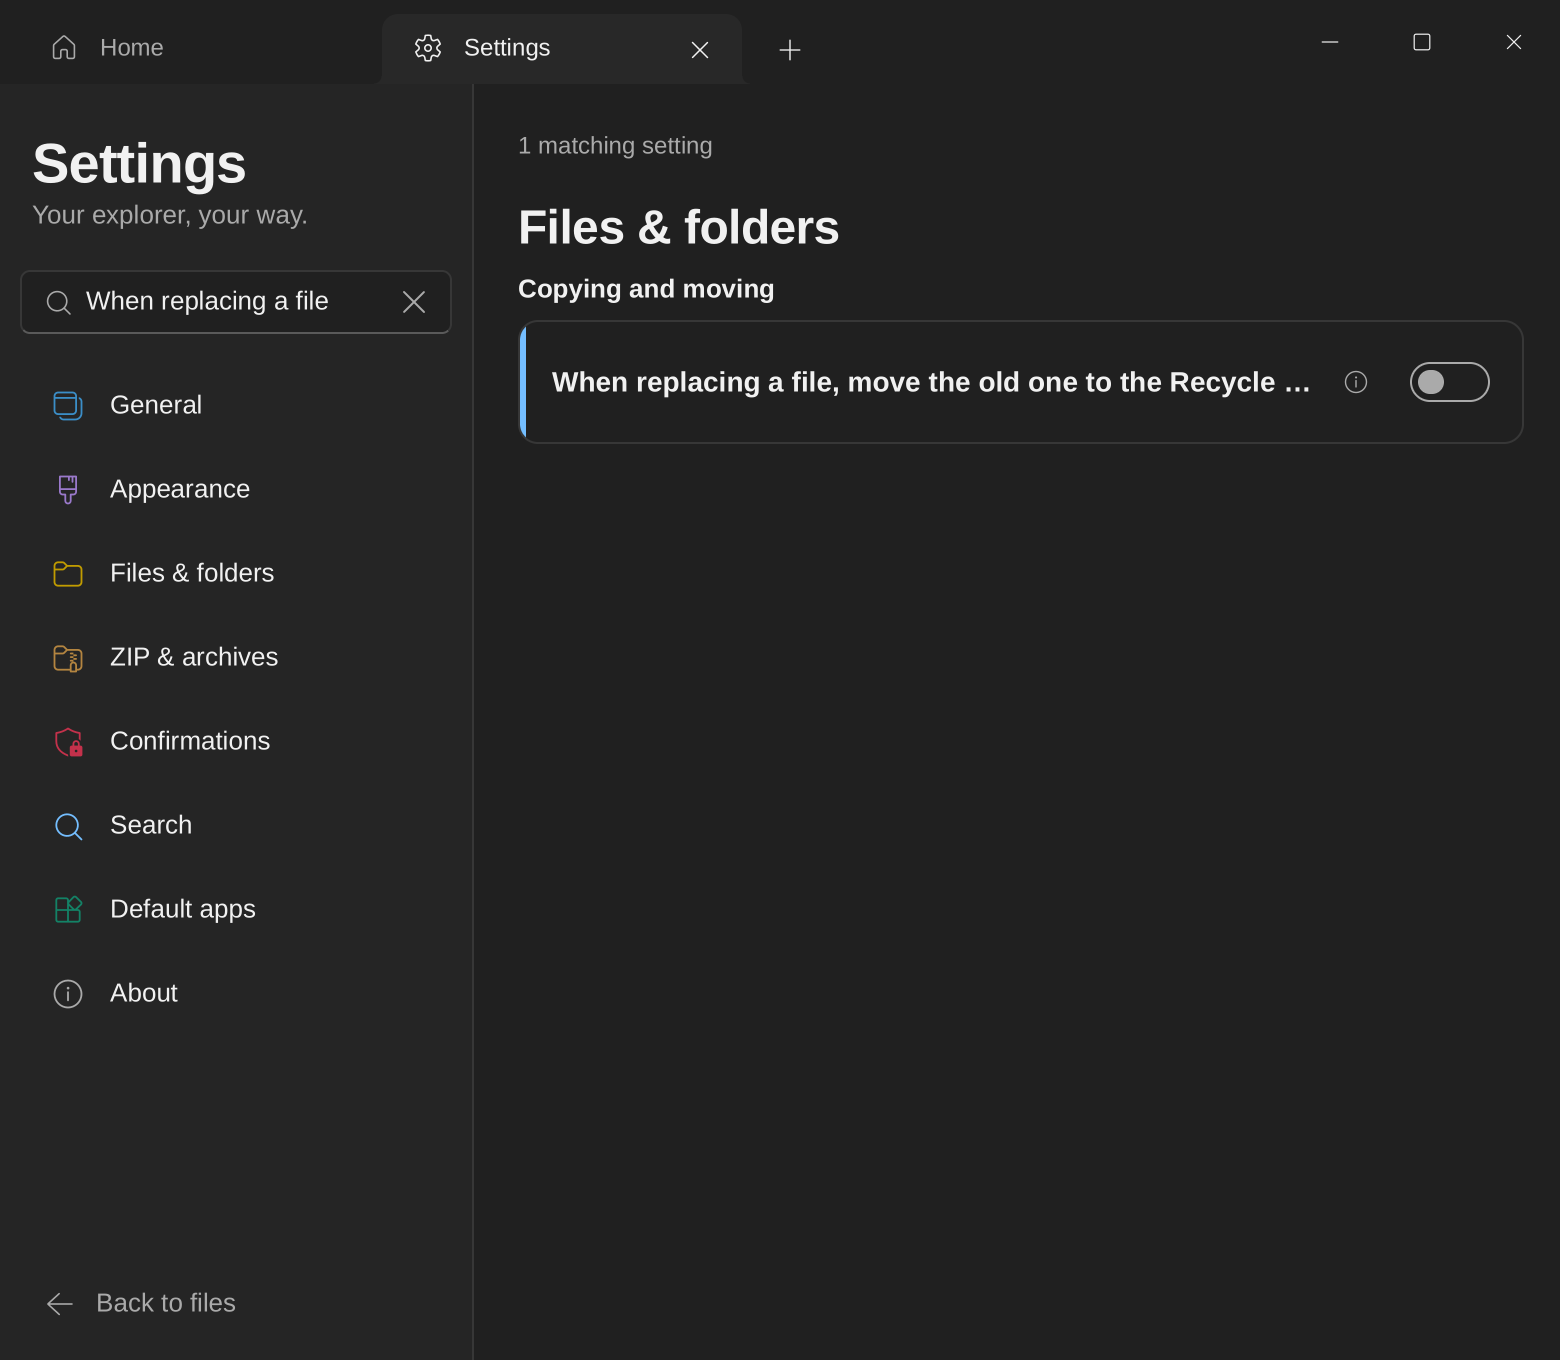 Home
Settings
Settings
Your explorer, your way.
When replacing a file
General
Appearance
Files & folders
ZIP & archives
Confirmations
Search
Default apps
About
Back to files
1 matching setting
Files & folders
Copying and moving
When replacing a file, move the old one to the Recycle …